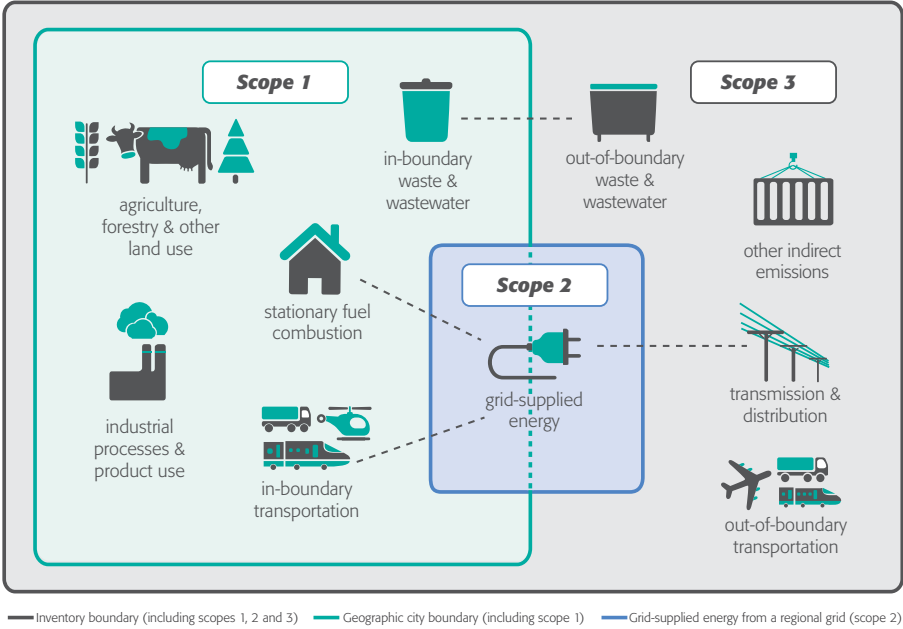 Scope 1
Scope 3
in-boundary
waste &
wastewater
out-of-boundary
waste &
wastewater
agriculture,
forestry & other
land use
other indirect
emissions
Scope 2
stationary fuel
combustion
grid-supplied
energy
transmission &
distribution
industrial
processes &
product use
in-boundary
transportation
out-of-boundary
transportation
Inventory boundary (including scopes 1, 2 and 3)
Geographic city boundary (including scope 1)
Grid-supplied energy from a regional grid (scope 2)